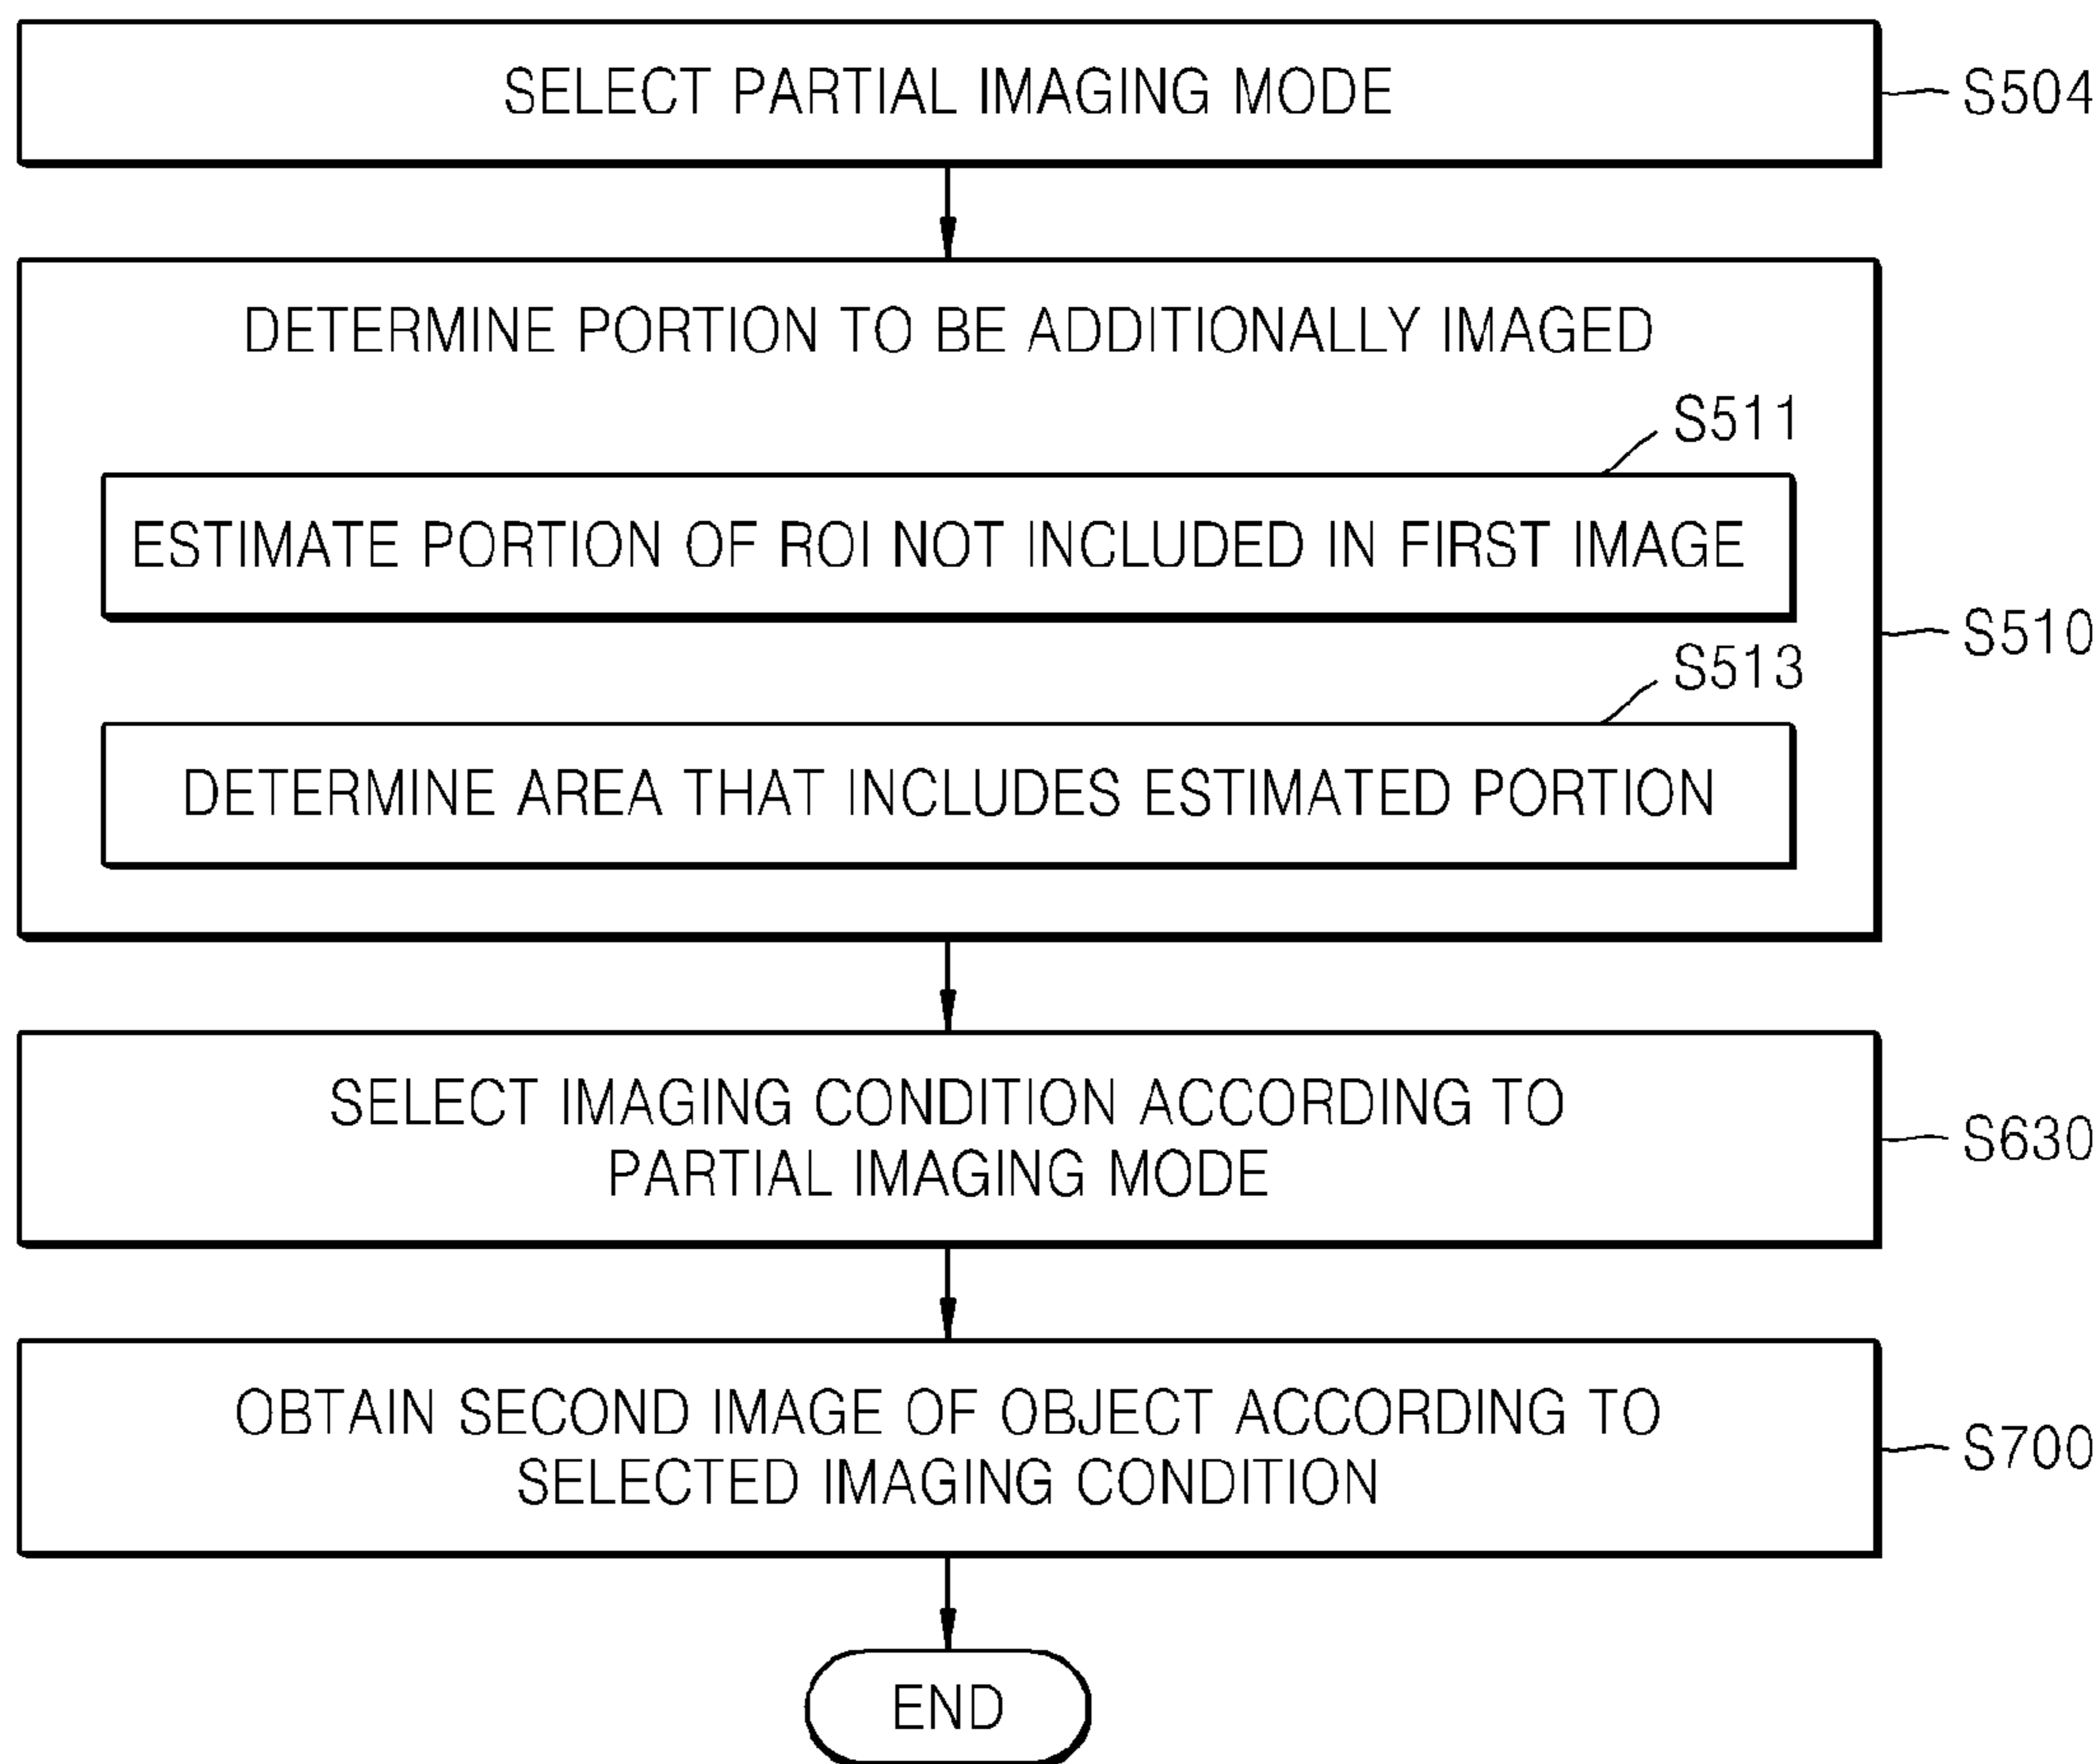 SELECT PARTIAL IMAGING MODE
S504
DETERMINE PORTION TO BE ADDITIONALLY IMAGED
S511
ESTIMATE PORTION OF ROI NOT INCLUDED IN FIRST IMAGE
S510
S513
DETERMINE AREA THAT INCLUDES ESTIMATED PORTION
SELECT IMAGING CONDITION ACCORDING TO
PARTIAL IMAGING MODE
S630
OBTAIN SECOND IMAGE OF OBJECT ACCORDING TO
SELECTED IMAGING CONDITION
S700
END